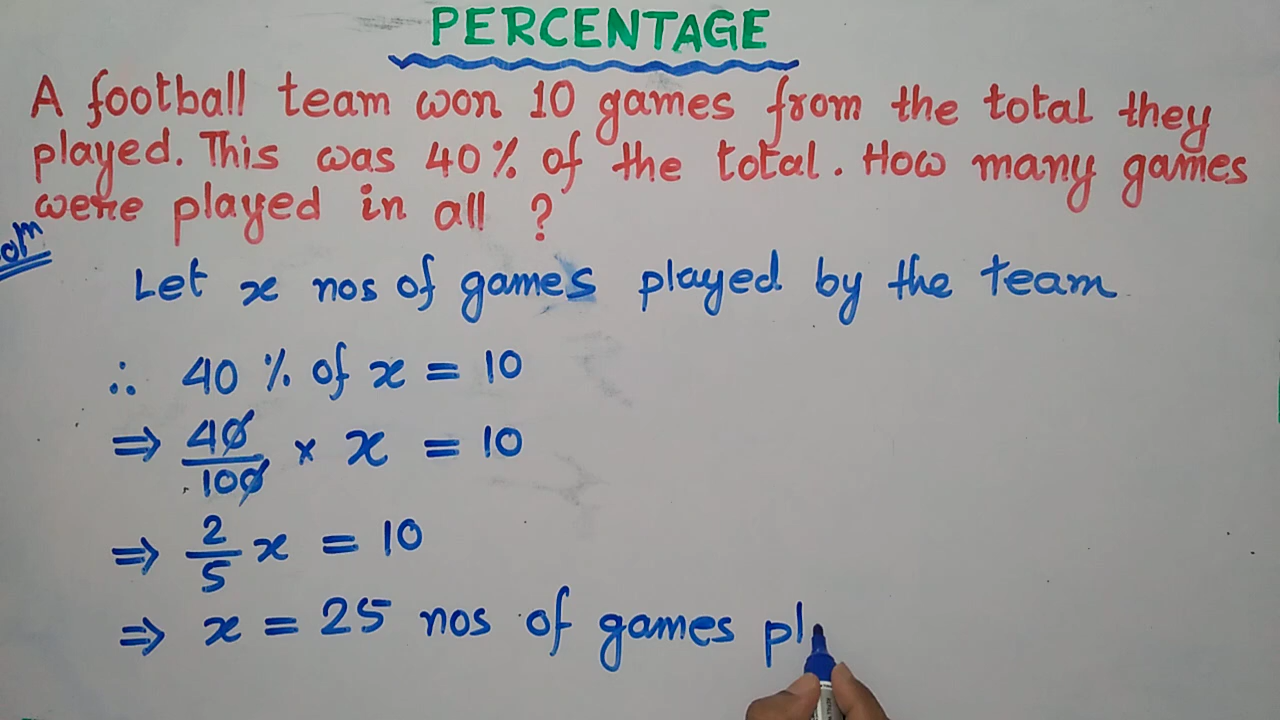 PERCENTAGE
A football team won 10 games from the total they
played. This was 40% of the total. How many games
were played in all ?
Let x nos of games played by the team
∴ 40 % of x = 10
⇒ 40/100 × x = 10
⇒ 2/5 x = 10
⇒ x = 25 nos of games pl